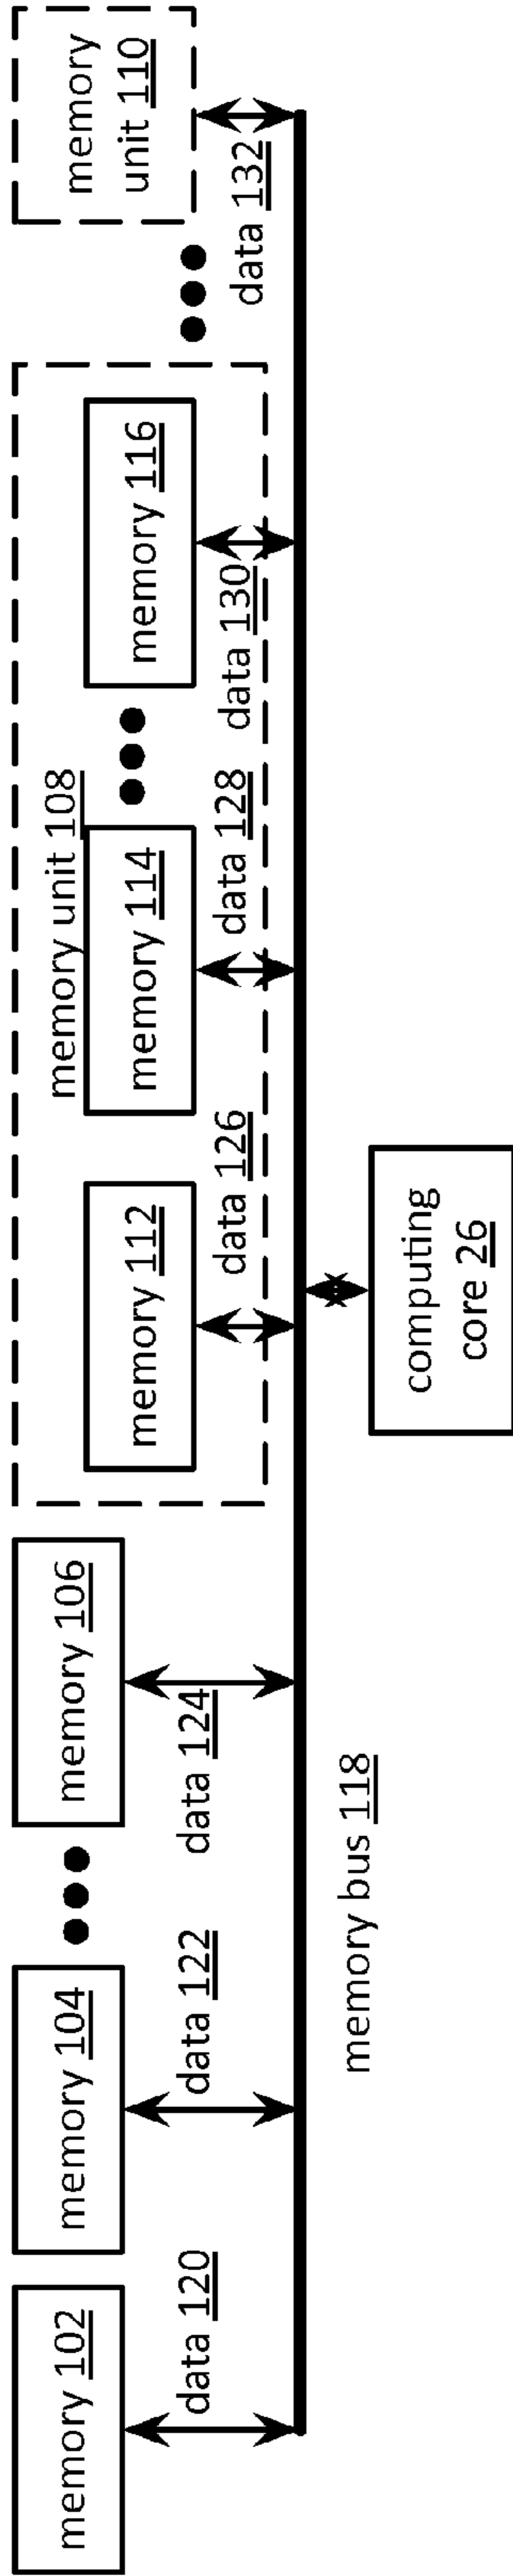 memory 102
memory 104
memory 106
memory unit 108
memory 112
memory 114
memory 116
memory
unit 110
data 120
data 122
data 124
data 126
data 128
data 130
data 132
memory bus 118
computing
core 26